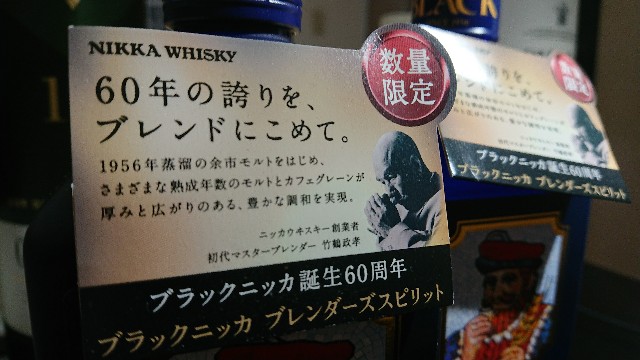 NIKKA WHISKY
数量
限定
60年の誇りを、
ブレンドにこめて。
1956年蒸溜の余市モルトをはじめ、
さまざまな熟成年数のモルトとカフェグレーンが
厚みと広がりのある、豊かな調和を実現。
ニッカウヰスキー創業者
初代マスターブレンダー 竹鶴政孝
ブラックニッカ誕生60周年
ブラックニッカ ブレンダーズスピリット
BLACK
ブラックニッカ誕生60周年
ブラックニッカ ブレンダーズスピリット